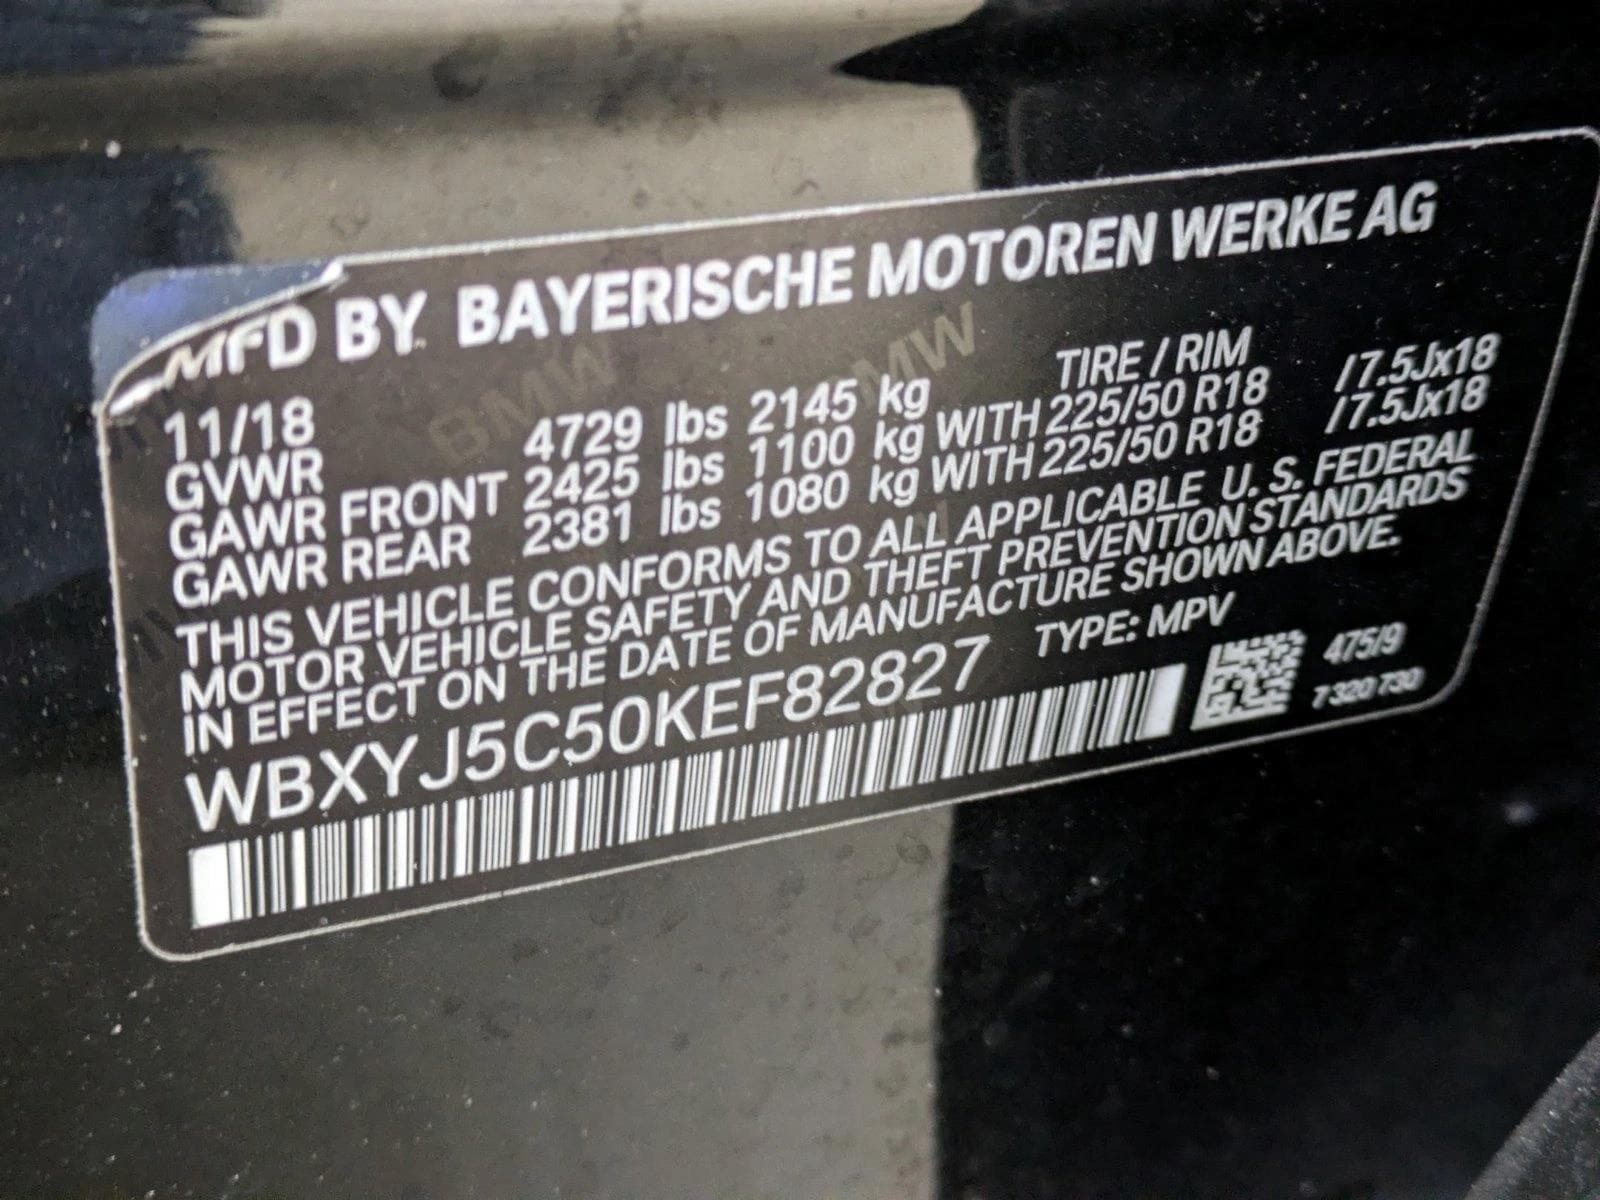 MFD BY BAYERISCHE MOTOREN WERKE AG
11/18 TIRE / RIM
GVWR 4729 lbs 2145 kg
GAWR FRONT 2425 lbs 1100 kg WITH 225/50 R18 /7.5Jx18
GAWR REAR 2381 lbs 1080 kg WITH 225/50 R18 /7.5Jx18
THIS VEHICLE CONFORMS TO ALL APPLICABLE U. S. FEDERAL
MOTOR VEHICLE SAFETY AND THEFT PREVENTION STANDARDS
IN EFFECT ON THE DATE OF MANUFACTURE SHOWN ABOVE.
WBXYJ5C50KEF82827 TYPE: MPV
475/9
7 320 730
BMW
BMW